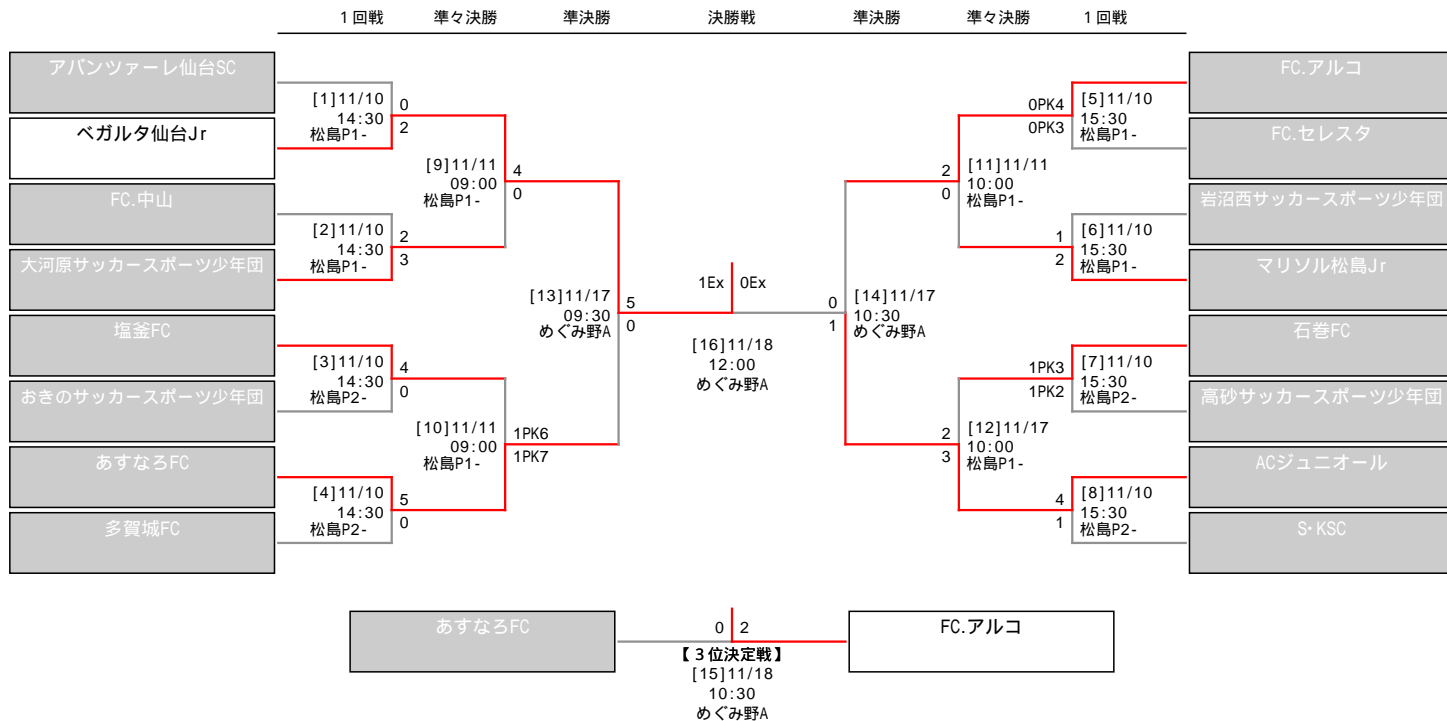 1回戦 準々決勝 準決勝 決勝戦 準決勝 準々決勝 1回戦
アバンツァーレ仙台SC
ベガルタ仙台Jr
FC.中山
大河原サッカースポーツ少年団
塩釜FC
おきのサッカースポーツ少年団
あすなろFC
多賀城FC
[1]11/10
14:30
松島P1-
0
2
[2]11/10
14:30
松島P1-
2
3
[3]11/10
14:30
松島P2-
4
0
[4]11/10
14:30
松島P2-
5
0
[9]11/11
09:00
松島P1-
4
0
[10]11/11
09:00
松島P1-
1PK6
1PK7
[13]11/17
09:30
めぐみ野A
5
0
1Ex 0Ex
[16]11/18
12:00
めぐみ野A
0
1
[14]11/17
10:30
めぐみ野A
2
0
[11]11/11
10:00
松島P1-
2
3
[12]11/17
10:00
松島P1-
0PK4
0PK3
[5]11/10
15:30
松島P1-
1
2
[6]11/10
15:30
松島P1-
1PK3
1PK2
[7]11/10
15:30
松島P2-
4
1
[8]11/10
15:30
松島P2-
FC.アルコ
FC.セレスタ
岩沼西サッカースポーツ少年団
マリソル松島Jr
石巻FC
高砂サッカースポーツ少年団
ACジュニオール
S・KSC
あすなろFC
0 2
FC.アルコ
【3位決定戦】
[15]11/18
10:30
めぐみ野A